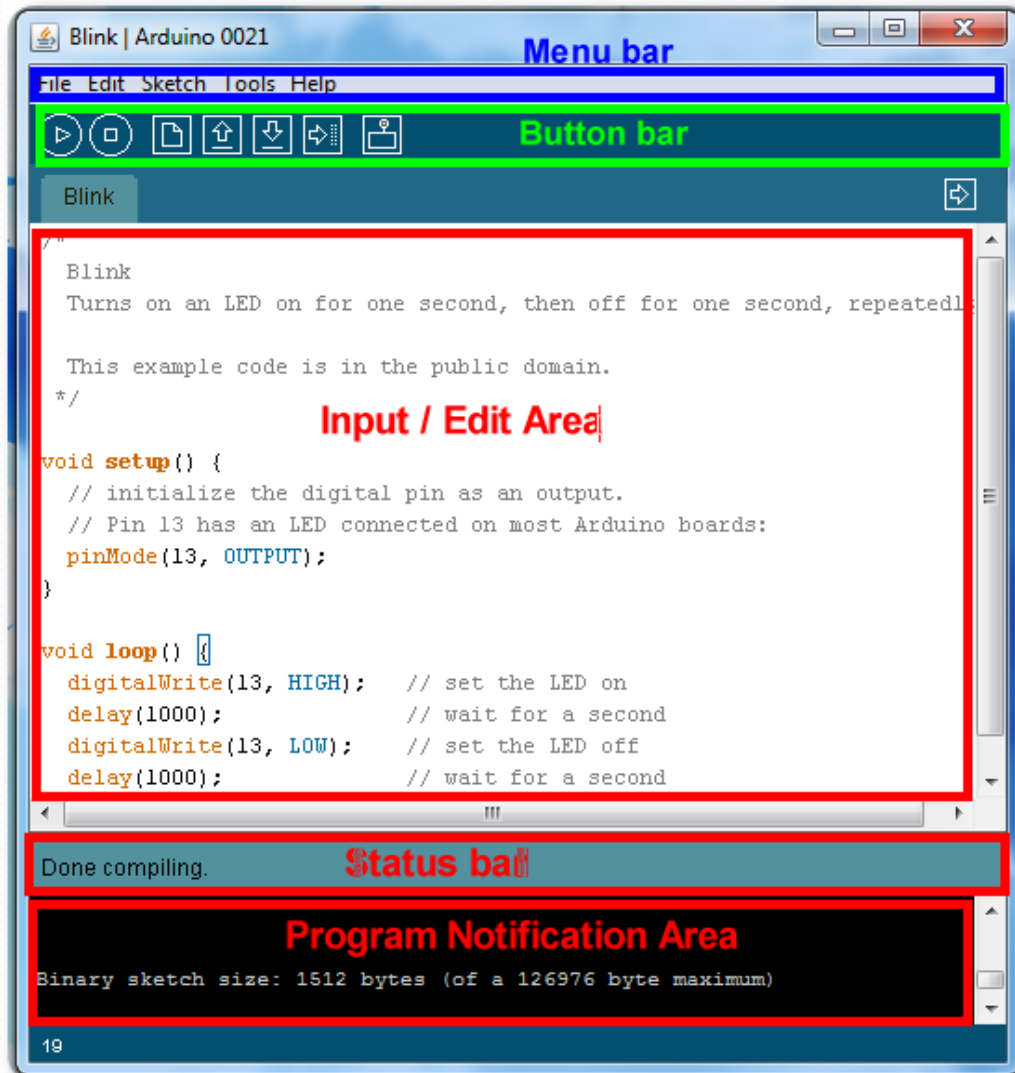 Blink | Arduino 0021
Menu bar
File Edit Sketch Tools Help
Button bar
Blink
/*
Blink
Turns on an LED on for one second, then off for one second, repeatedly
This example code is in the public domain.
*/
Input / Edit Area
void setup() {
// initialize the digital pin as an output.
// Pin 13 has an LED connected on most Arduino boards:
pinMode(13, OUTPUT);
}
void loop() {
digitalWrite(13, HIGH); // set the LED on
delay(1000); // wait for a second
digitalWrite(13, LOW); // set the LED off
delay(1000); // wait for a second
Done compiling. Status bar
Program Notification Area
Binary sketch size: 1512 bytes (of a 126976 byte maximum)
19